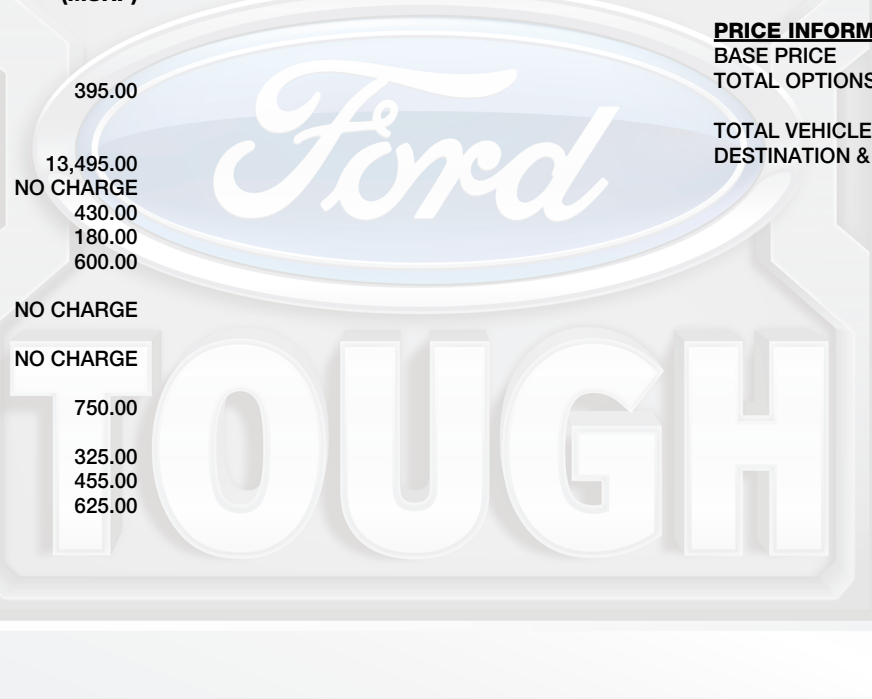 (MSRP)
395.00
13,495.00
NO CHARGE
430.00
180.00
600.00
NO CHARGE
NO CHARGE
750.00
325.00
455.00
625.00
PRICE INFORM
BASE PRICE
TOTAL OPTIONS
TOTAL VEHICLE
DESTINATION &
Ford
TOUGH